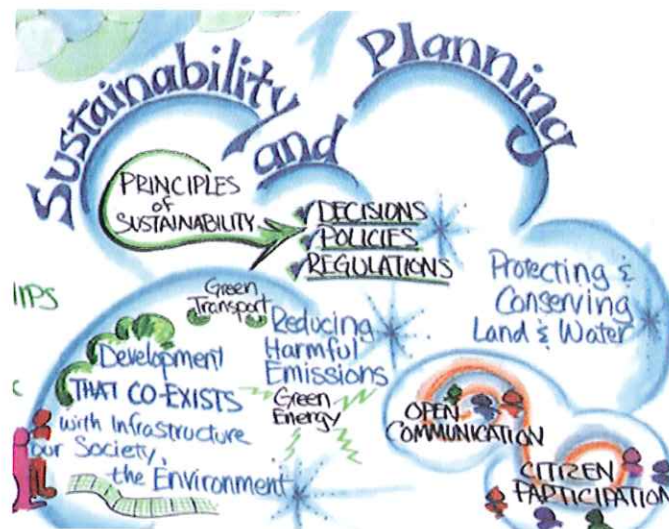 Sustainability
and
Planning
PRINCIPLES
of
SUSTAINABILITY
✓DECISIONS
✓POLICIES
✓REGULATIONS
Protecting &
Conserving
Land & Water
Green
Transport
Reducing
Harmful
Emissions
Green
Energy
Development
THAT CO-EXISTS
with Infrastructure
our Society,
the Environment
OPEN
COMMUNICATION
CITIZEN
PARTICIPATION